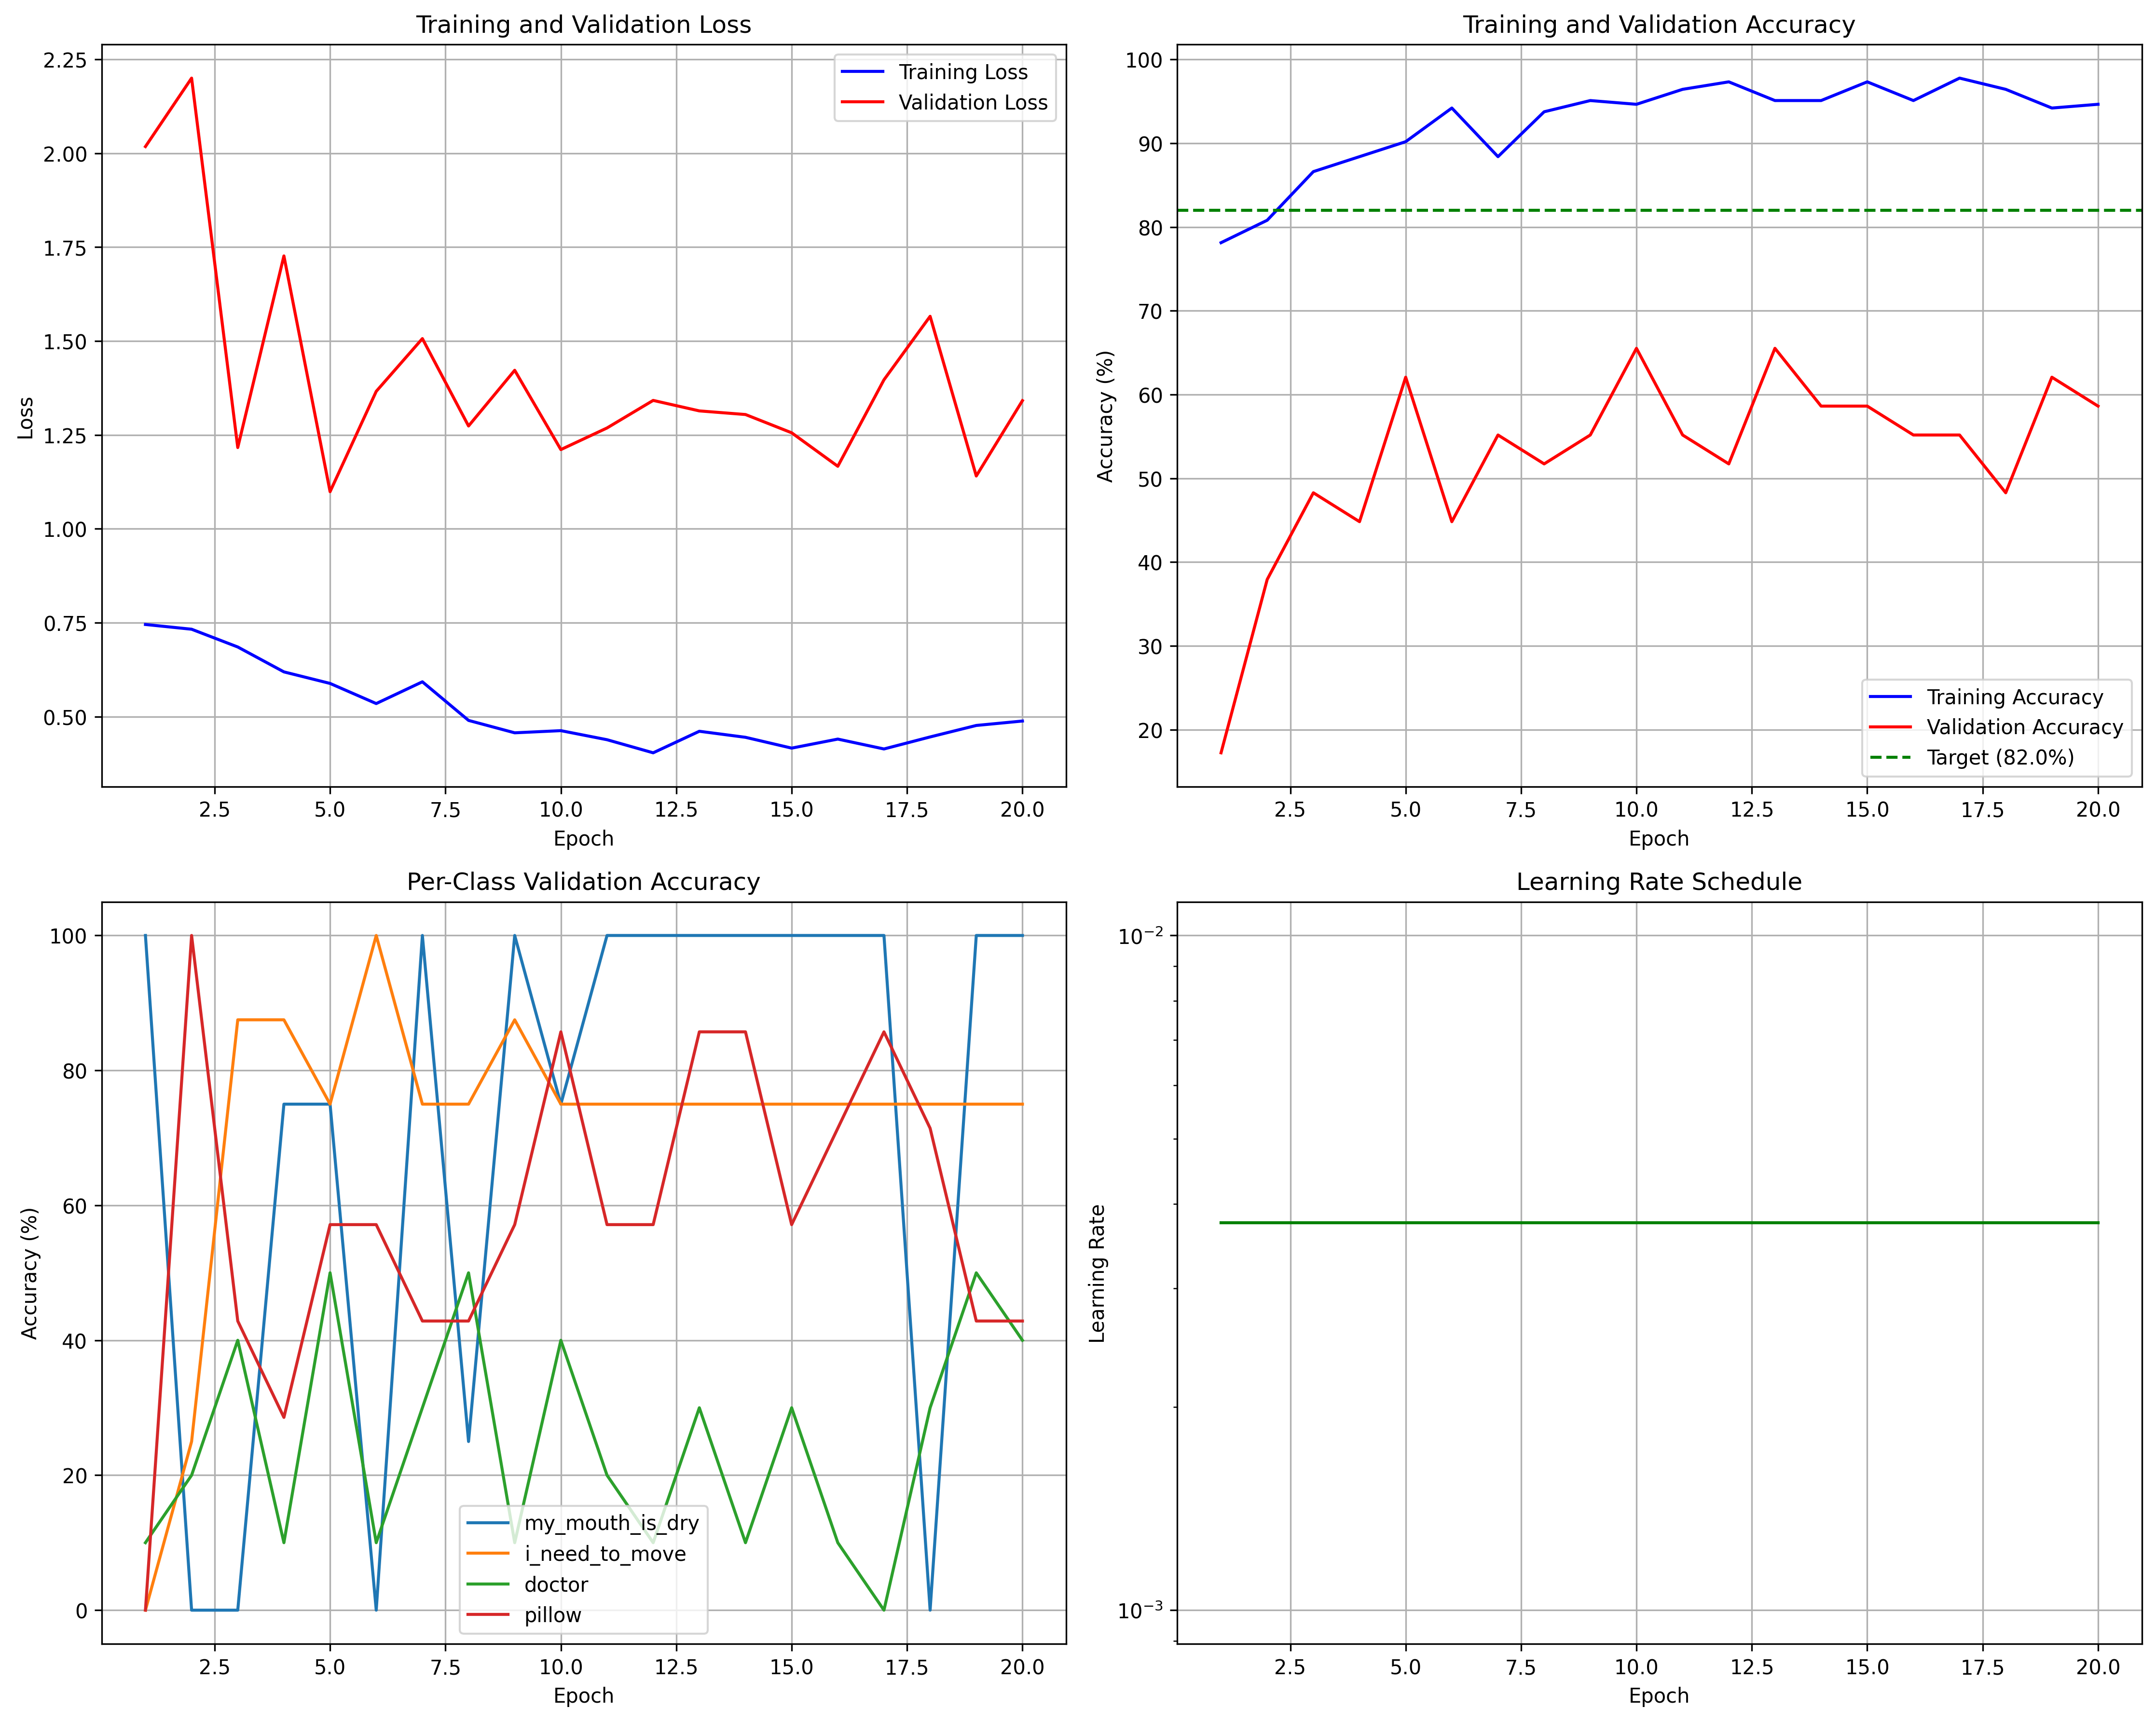 Training and Validation Loss
2.25
2.00
1.75
1.50
1.25
1.00
0.75
0.50
Loss
Training Loss
Validation Loss
2.5 5.0 7.5 10.0 12.5 15.0 17.5 20.0
Epoch
Training and Validation Accuracy
100
90
80
70
60
50
40
30
20
Accuracy (%)
Training Accuracy
Validation Accuracy
Target (82.0%)
2.5 5.0 7.5 10.0 12.5 15.0 17.5 20.0
Epoch
Per-Class Validation Accuracy
100
80
60
40
20
0
Accuracy (%)
my_mouth_is_dry
i_need_to_move
doctor
pillow
2.5 5.0 7.5 10.0 12.5 15.0 17.5 20.0
Epoch
Learning Rate Schedule
10⁻²
10⁻³
Learning Rate
2.5 5.0 7.5 10.0 12.5 15.0 17.5 20.0
Epoch